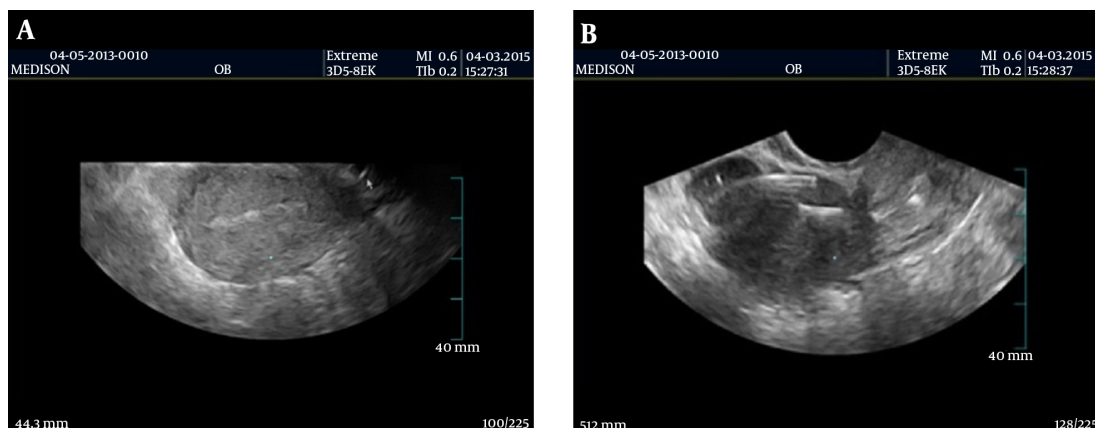 A
04-05-2013-0010 Extreme MI 0.6 04-03.2015
MEDISON OB 3D5-8EK TIb 0.2 15:27:31
40 mm
44.3 mm 100/225
B
04-05-2013-0010 Extreme MI 0.6 04-03.2015
MEDISON OB 3D5-8EK TIb 0.2 15:28:37
40 mm
512 mm 128/225